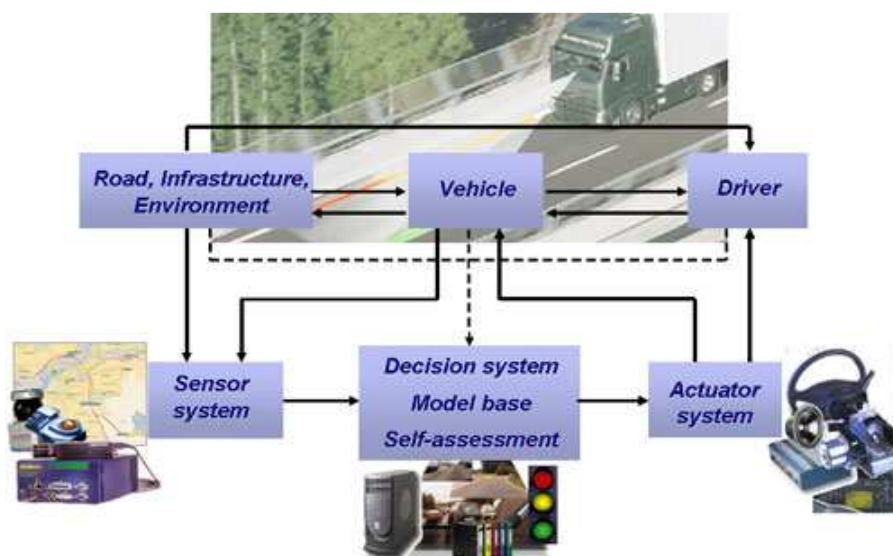 Road, Infrastructure,
Environment
Vehicle
Driver
Sensor
system
Decision system
Model base
Self-assessment
Actuator
system